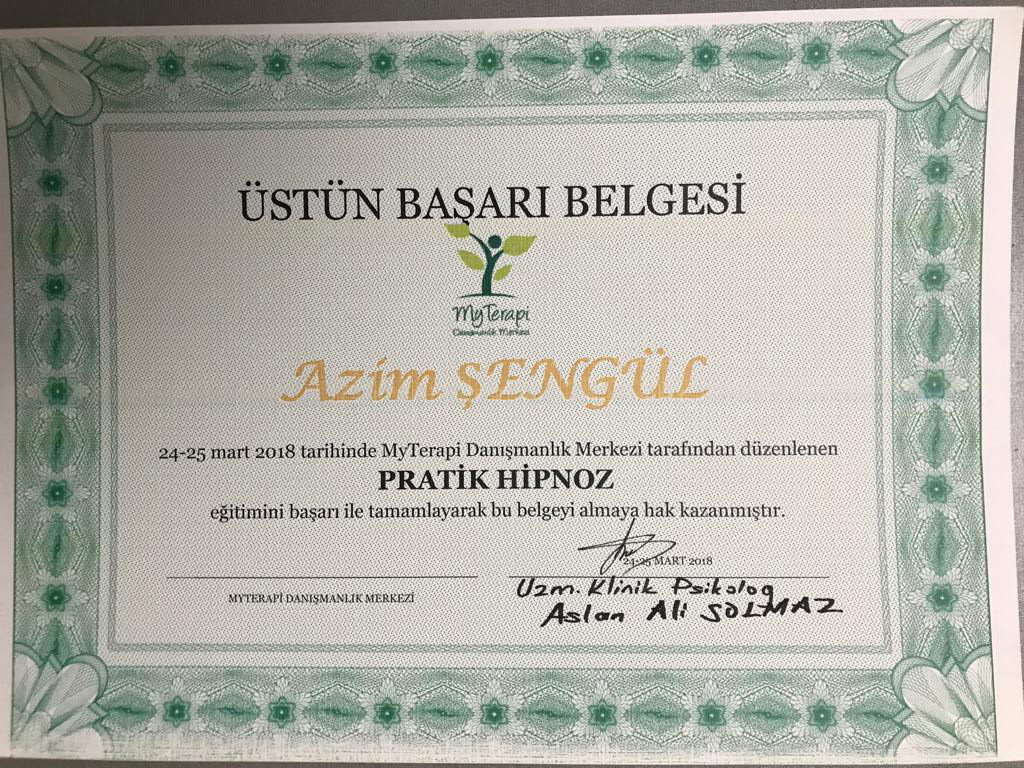 ÜSTÜN BAŞARI BELGESİ
MyTerapi
Danışmanlık Merkezi
Azim ŞENGÜL
24-25 mart 2018 tarihinde MyTerapi Danışmanlık Merkezi tarafından düzenlenen
PRATİK HİPNOZ
eğitimini başarı ile tamamlayarak bu belgeyi almaya hak kazanmıştır.
24-25 MART 2018
MYTERAPİ DANIŞMANLIK MERKEZİ
Uzm. Klinik Psikolog
Aslan Ali SOLMAZ